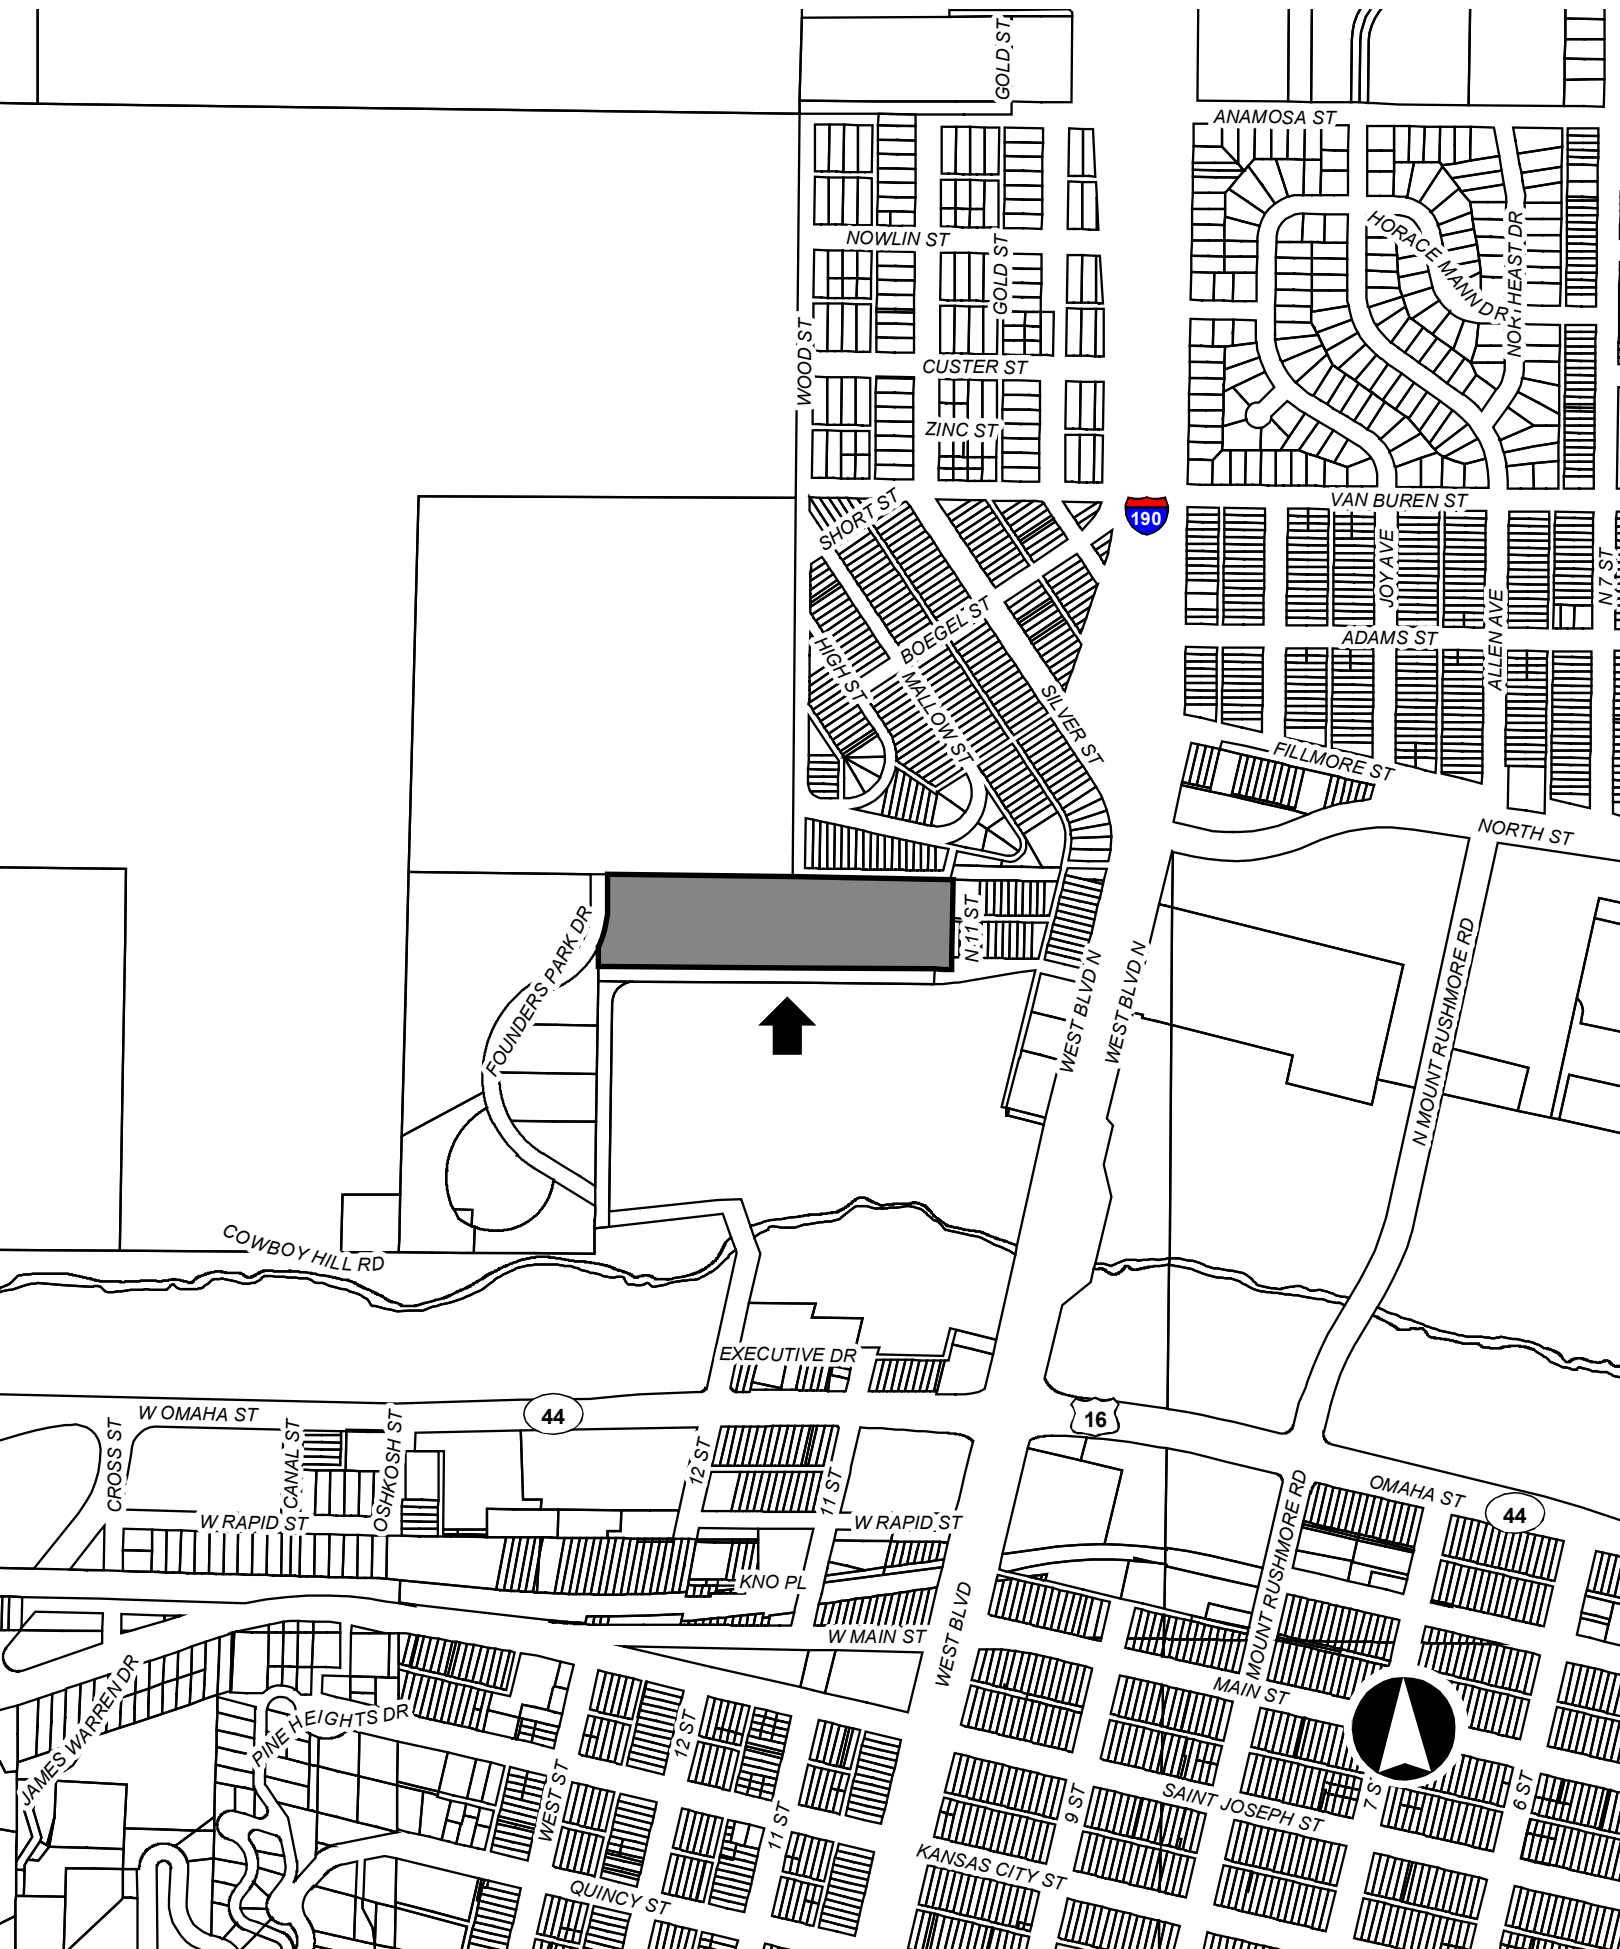 GOLD ST
ANAMOSA ST
NOWLIN ST
GOLD ST
HORACE MANN DR
NORTHEAST DR
WOOD ST
CUSTER ST
ZINC ST
SHORT ST
190
VAN BUREN ST
JOY AVE
N 7 ST
BOEGEL ST
ADAMS ST
ALLEN AVE
HIGH ST
MALLOW ST
SILVER ST
FILLMORE ST
NORTH ST
N 11 ST
FOUNDERS PARK DR
WEST BLVD N
WEST BLVD N
N MOUNT RUSHMORE RD
COWBOY HILL RD
EXECUTIVE DR
W OMAHA ST
44
16
CROSS ST
CANAL ST
OSHKOSH ST
12 ST
11 ST
OMAHA ST
44
W RAPID ST
W RAPID ST
MOUNT RUSHMORE RD
KNO PL
W MAIN ST
WEST BLVD
JAMES WARREN DR
PINE HEIGHTS DR
MAIN ST
12 ST
WEST ST
11 ST
9 ST
SAINT JOSEPH ST
7 S
6 ST
KANSAS CITY ST
QUINCY ST